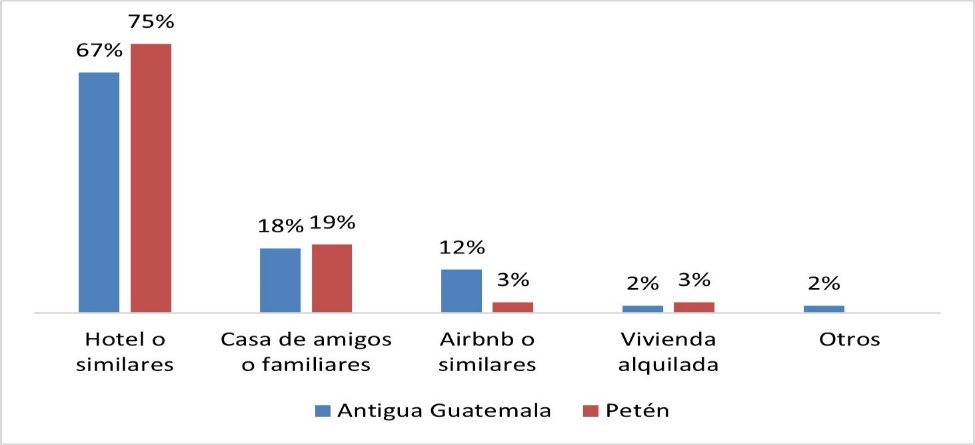 67%
75%
18%
19%
12%
3%
2%
3%
2%
Hotel o
similares
Casa de amigos
o familiares
Airbnb o
similares
Vivienda
alquilada
Otros
Antigua Guatemala
Petén